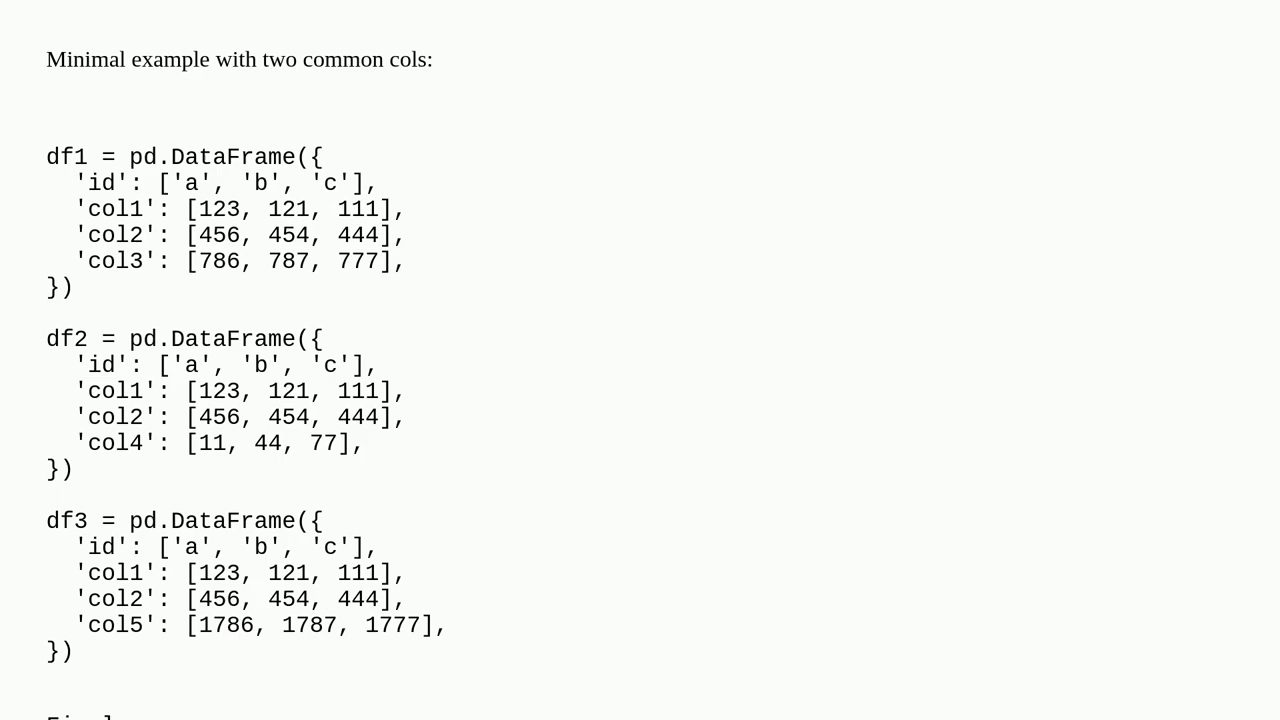 Minimal example with two common cols:
df1 = pd.DataFrame({
  'id': ['a', 'b', 'c'],
  'col1': [123, 121, 111],
  'col2': [456, 454, 444],
  'col3': [786, 787, 777],
})
df2 = pd.DataFrame({
  'id': ['a', 'b', 'c'],
  'col1': [123, 121, 111],
  'col2': [456, 454, 444],
  'col4': [11, 44, 77],
})
df3 = pd.DataFrame({
  'id': ['a', 'b', 'c'],
  'col1': [123, 121, 111],
  'col2': [456, 454, 444],
  'col5': [1786, 1787, 1777],
})